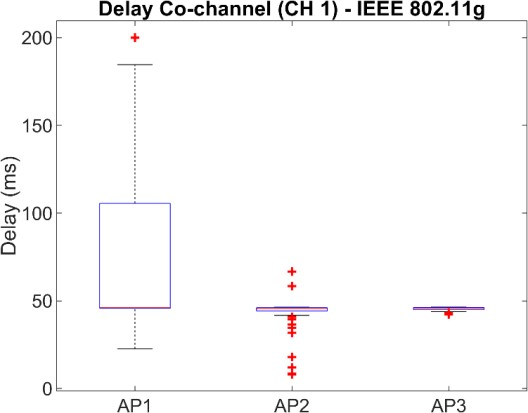 Delay Co-channel (CH 1) - IEEE 802.11g
200
150
100
50
0
Delay (ms)
AP1 AP2 AP3